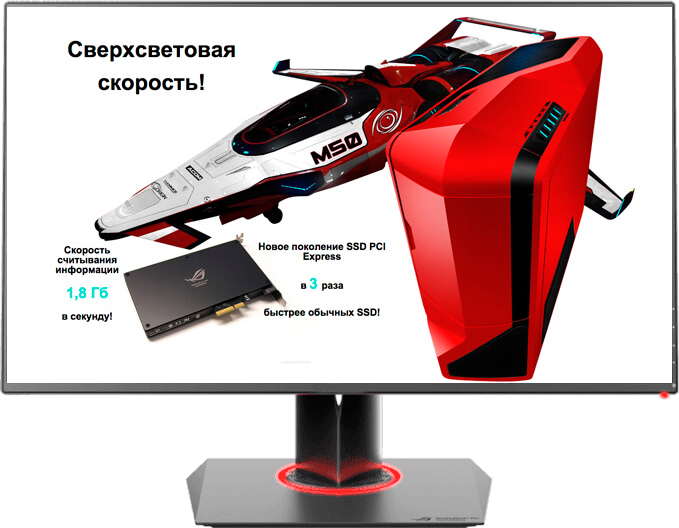 Сверхсветовая
скорость!
M50
Скорость
считывания
информации
1,8 Гб
в секунду!
Новое поколение SSD PCI
Express
в 3 раза
быстрее обычных SSD!